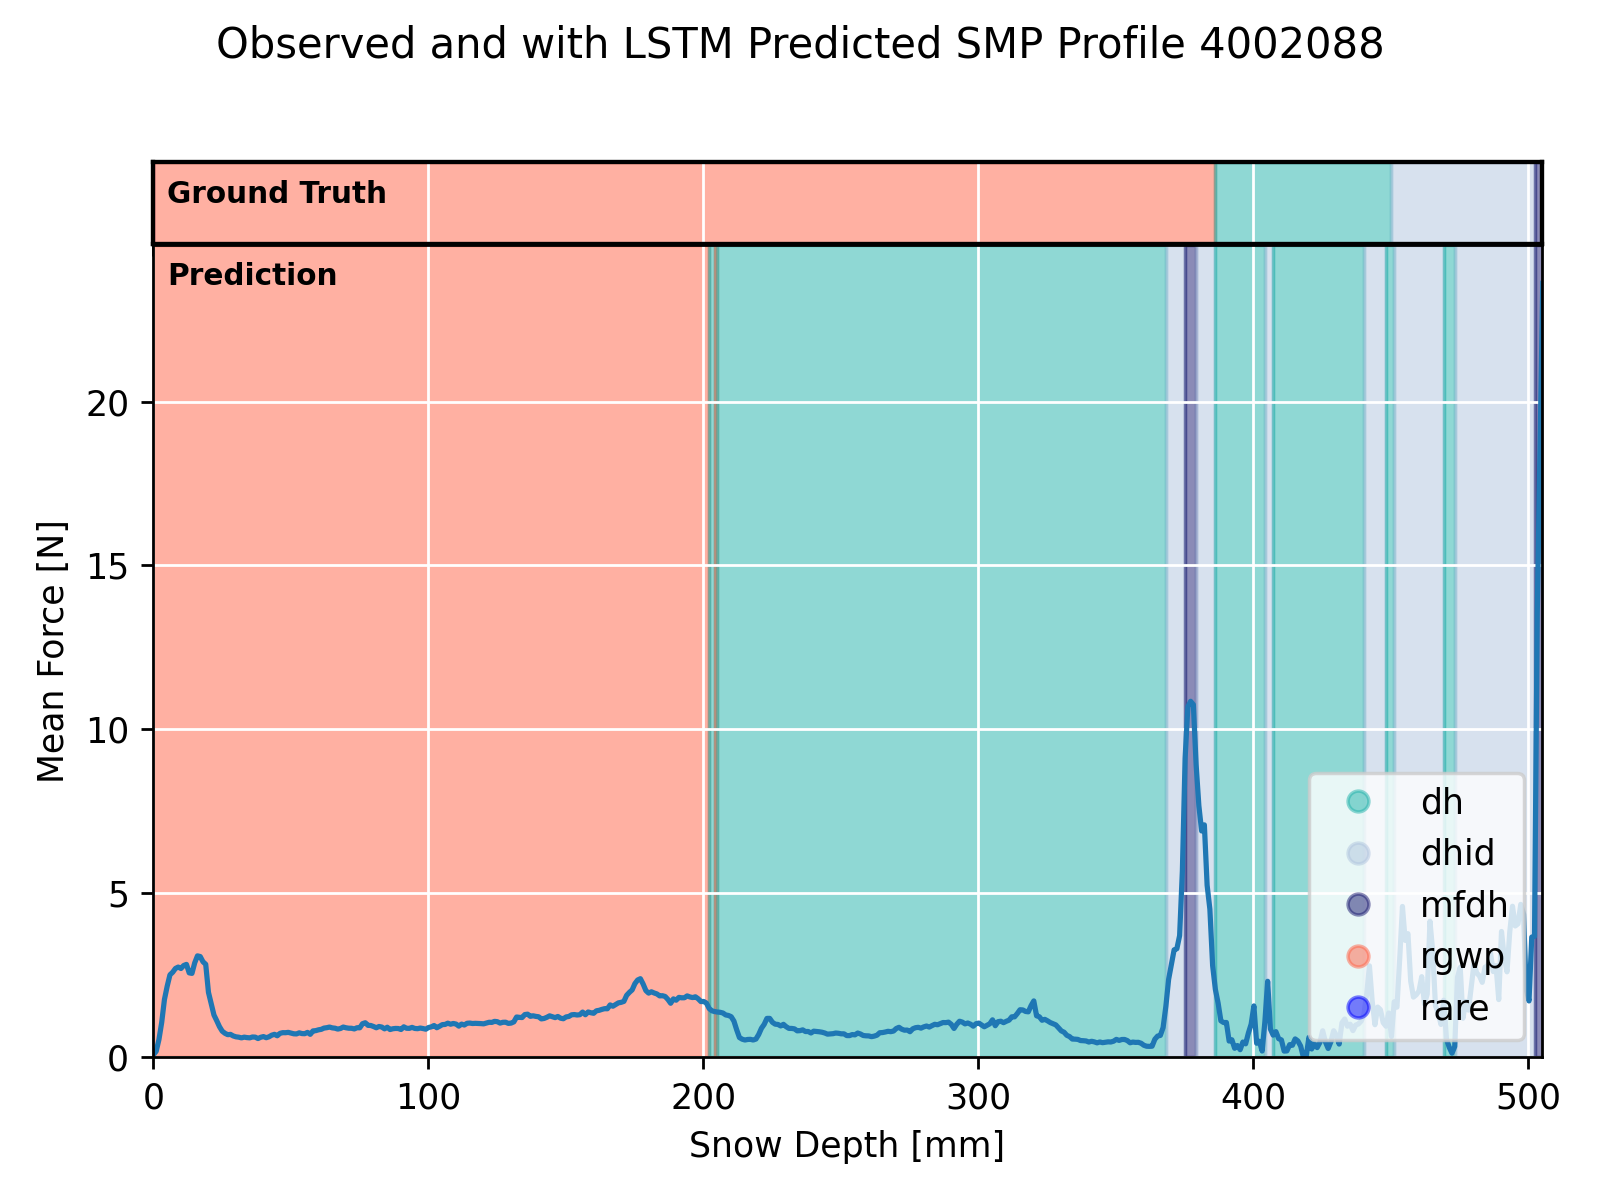 Observed and with LSTM Predicted SMP Profile 4002088
Ground Truth
Prediction
20
15
10
5
0
Mean Force [N]
dh
dhid
mfdh
rgwp
rare
0 100 200 300 400 500
Snow Depth [mm]